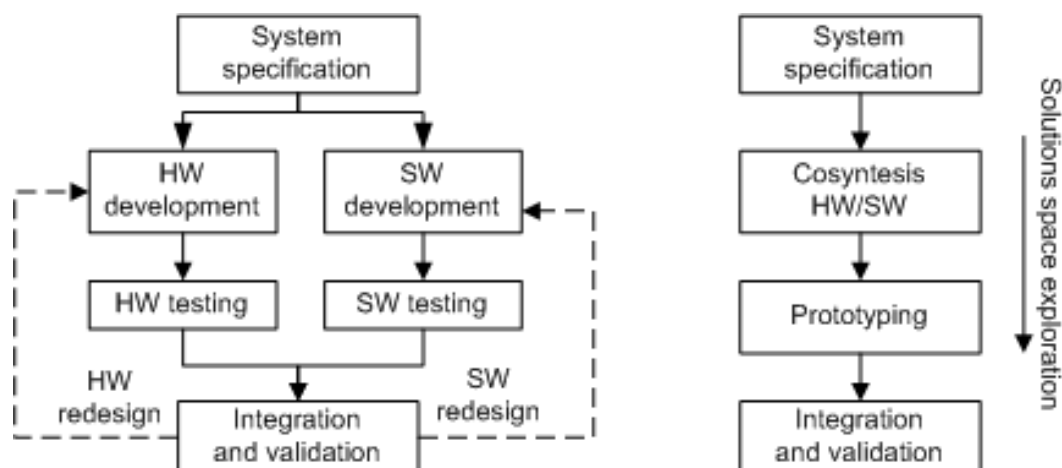 System
specification
HW
development
SW
development
HW testing
SW testing
HW
redesign
SW
redesign
Integration
and validation
System
specification
Cosyntesis
HW/SW
Prototyping
Integration
and validation
Solutions space exploration